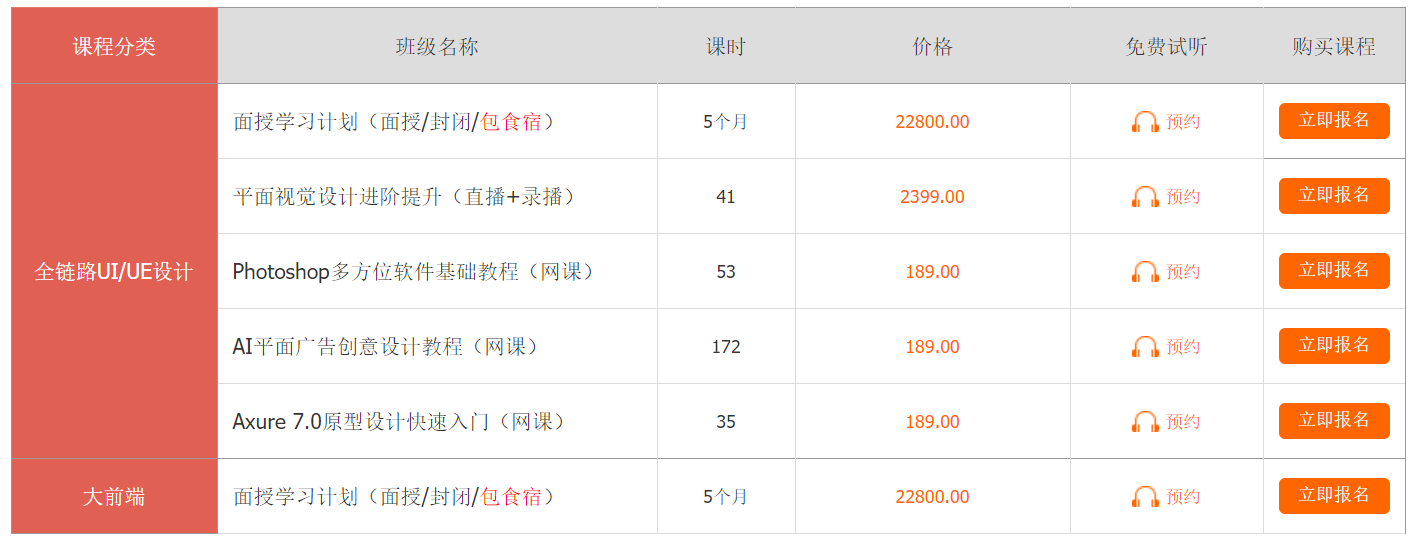 课程分类 班级名称 课时 价格 免费试听 购买课程
面授学习计划（面授/封闭/包食宿） 5个月 22800.00 预约 立即报名
平面视觉设计进阶提升（直播+录播） 41 2399.00 预约 立即报名
全链路UI/UE设计 Photoshop多方位软件基础教程（网课） 53 189.00 预约 立即报名
AI平面广告创意设计教程（网课） 172 189.00 预约 立即报名
Axure 7.0原型设计快速入门（网课） 35 189.00 预约 立即报名
大前端 面授学习计划（面授/封闭/包食宿） 5个月 22800.00 预约 立即报名